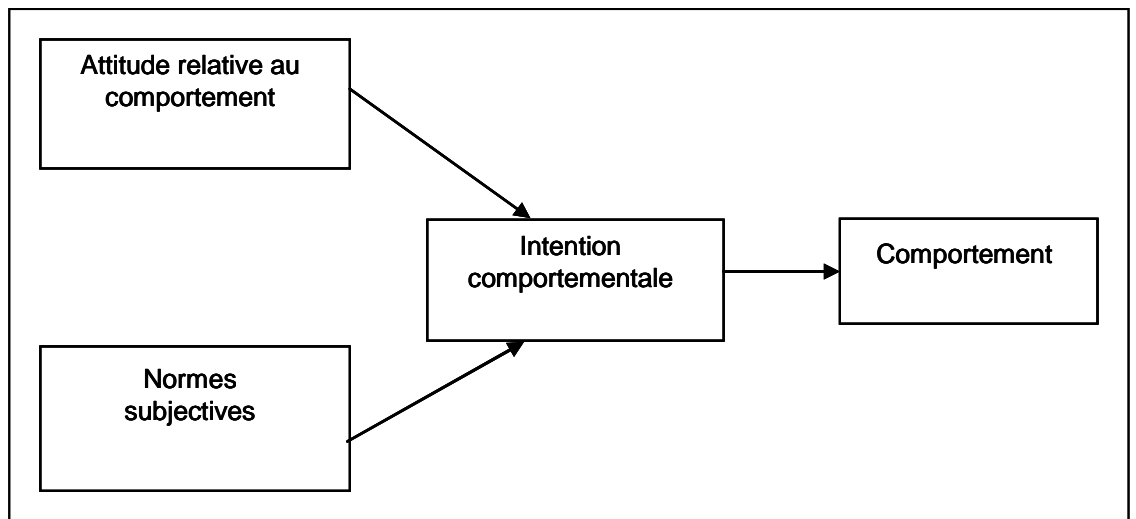 Attitude relative au
comportement
Intention
comportementale
Comportement
Normes
subjectives